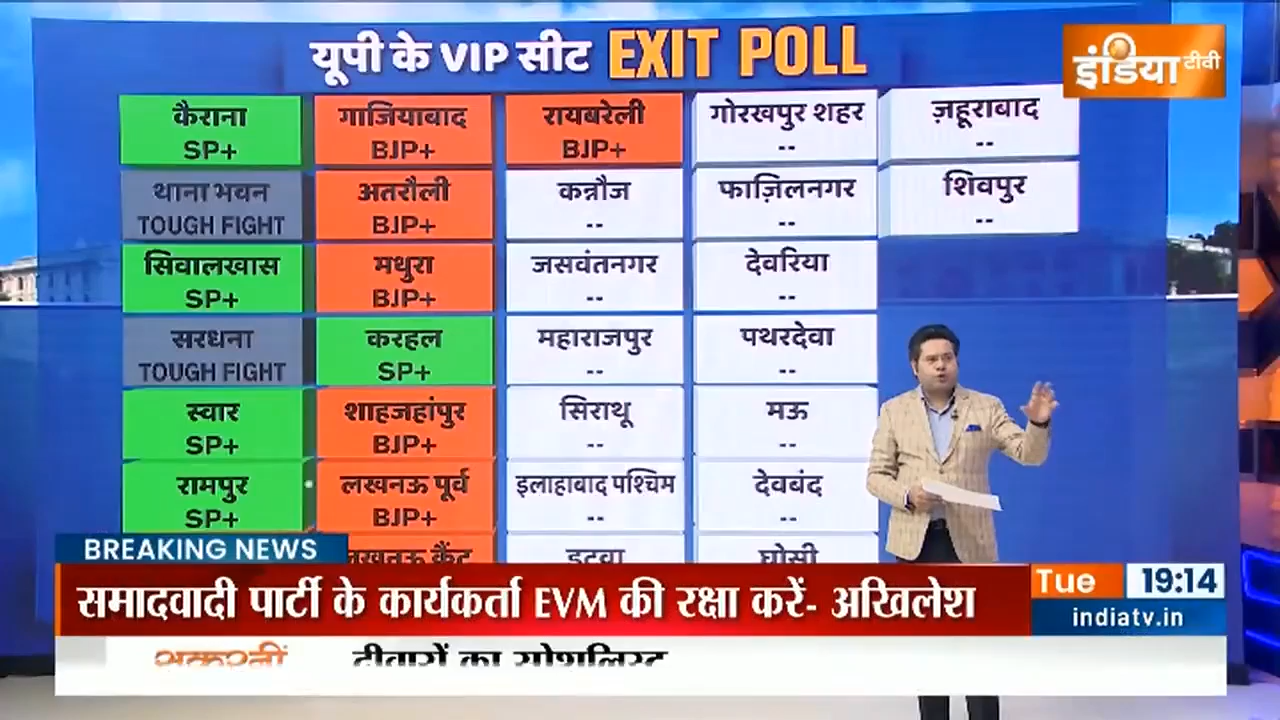 यूपी के VIP सीट EXIT POLL
इंडिया टीवी
कैराना
SP+
गाजियाबाद
BJP+
रायबरेली
BJP+
गोरखपुर शहर
--
ज़हूराबाद
--
थाना भवन
TOUGH FIGHT
अतरौली
BJP+
कन्नौज
--
फाज़िलनगर
--
शिवपुर
--
सिवालखास
SP+
मथुरा
BJP+
जसवंतनगर
--
देवरिया
--
सरधना
TOUGH FIGHT
करहल
SP+
महाराजपुर
--
पथरदेवा
--
स्वार
SP+
शाहजहांपुर
BJP+
सिराथू
--
मऊ
--
रामपुर
SP+
लखनऊ पूर्व
BJP+
इलाहाबाद पश्चिम
--
देवबंद
--
लखनऊ कैंट
इटवा
घोसी
BREAKING NEWS
समादवादी पार्टी के कार्यकर्ता EVM की रक्षा करें- अखिलेश
Tue 19:14
indiatv.in